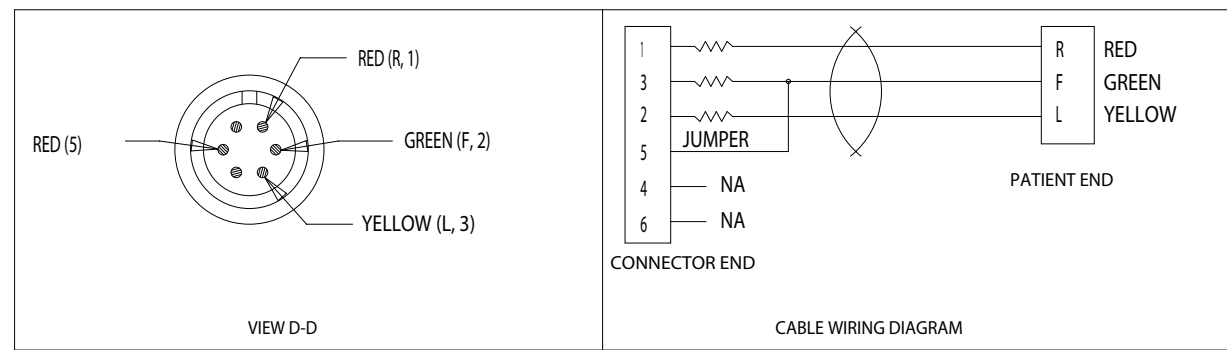 RED (R, 1)
RED (5)
GREEN (F, 2)
YELLOW (L, 3)
VIEW D-D
1 R RED
3 F GREEN
2 L YELLOW
JUMPER
5
4 NA
6 NA
PATIENT END
CONNECTOR END
CABLE WIRING DIAGRAM